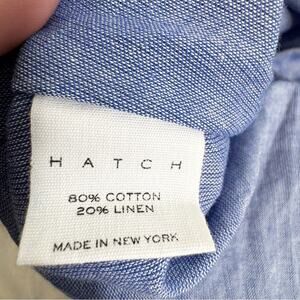 HATCH
80% COTTON
20% LINEN
MADE IN NEW YORK